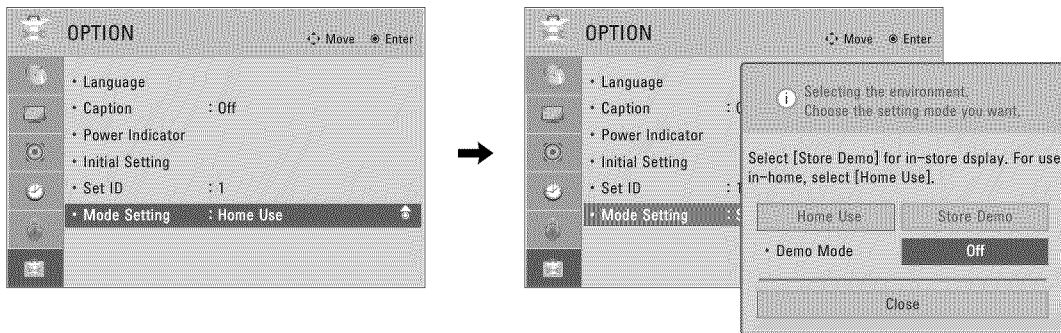 OPTION
Move Enter
• Language
• Caption : Off
• Power Indicator
• Initial Setting
• Set ID : 1
• Mode Setting : Home Use
OPTION
Move Enter
• Language
• Caption
• Power Indicator
• Initial Setting
• Set ID : 1
• Mode Setting : S
i Selecting the environment.
Choose the setting mode you want.
Select [Store Demo] for in-store dsplay. For use
in-home, select [Home Use].
Home Use Store Demo
• Demo Mode Off
Close